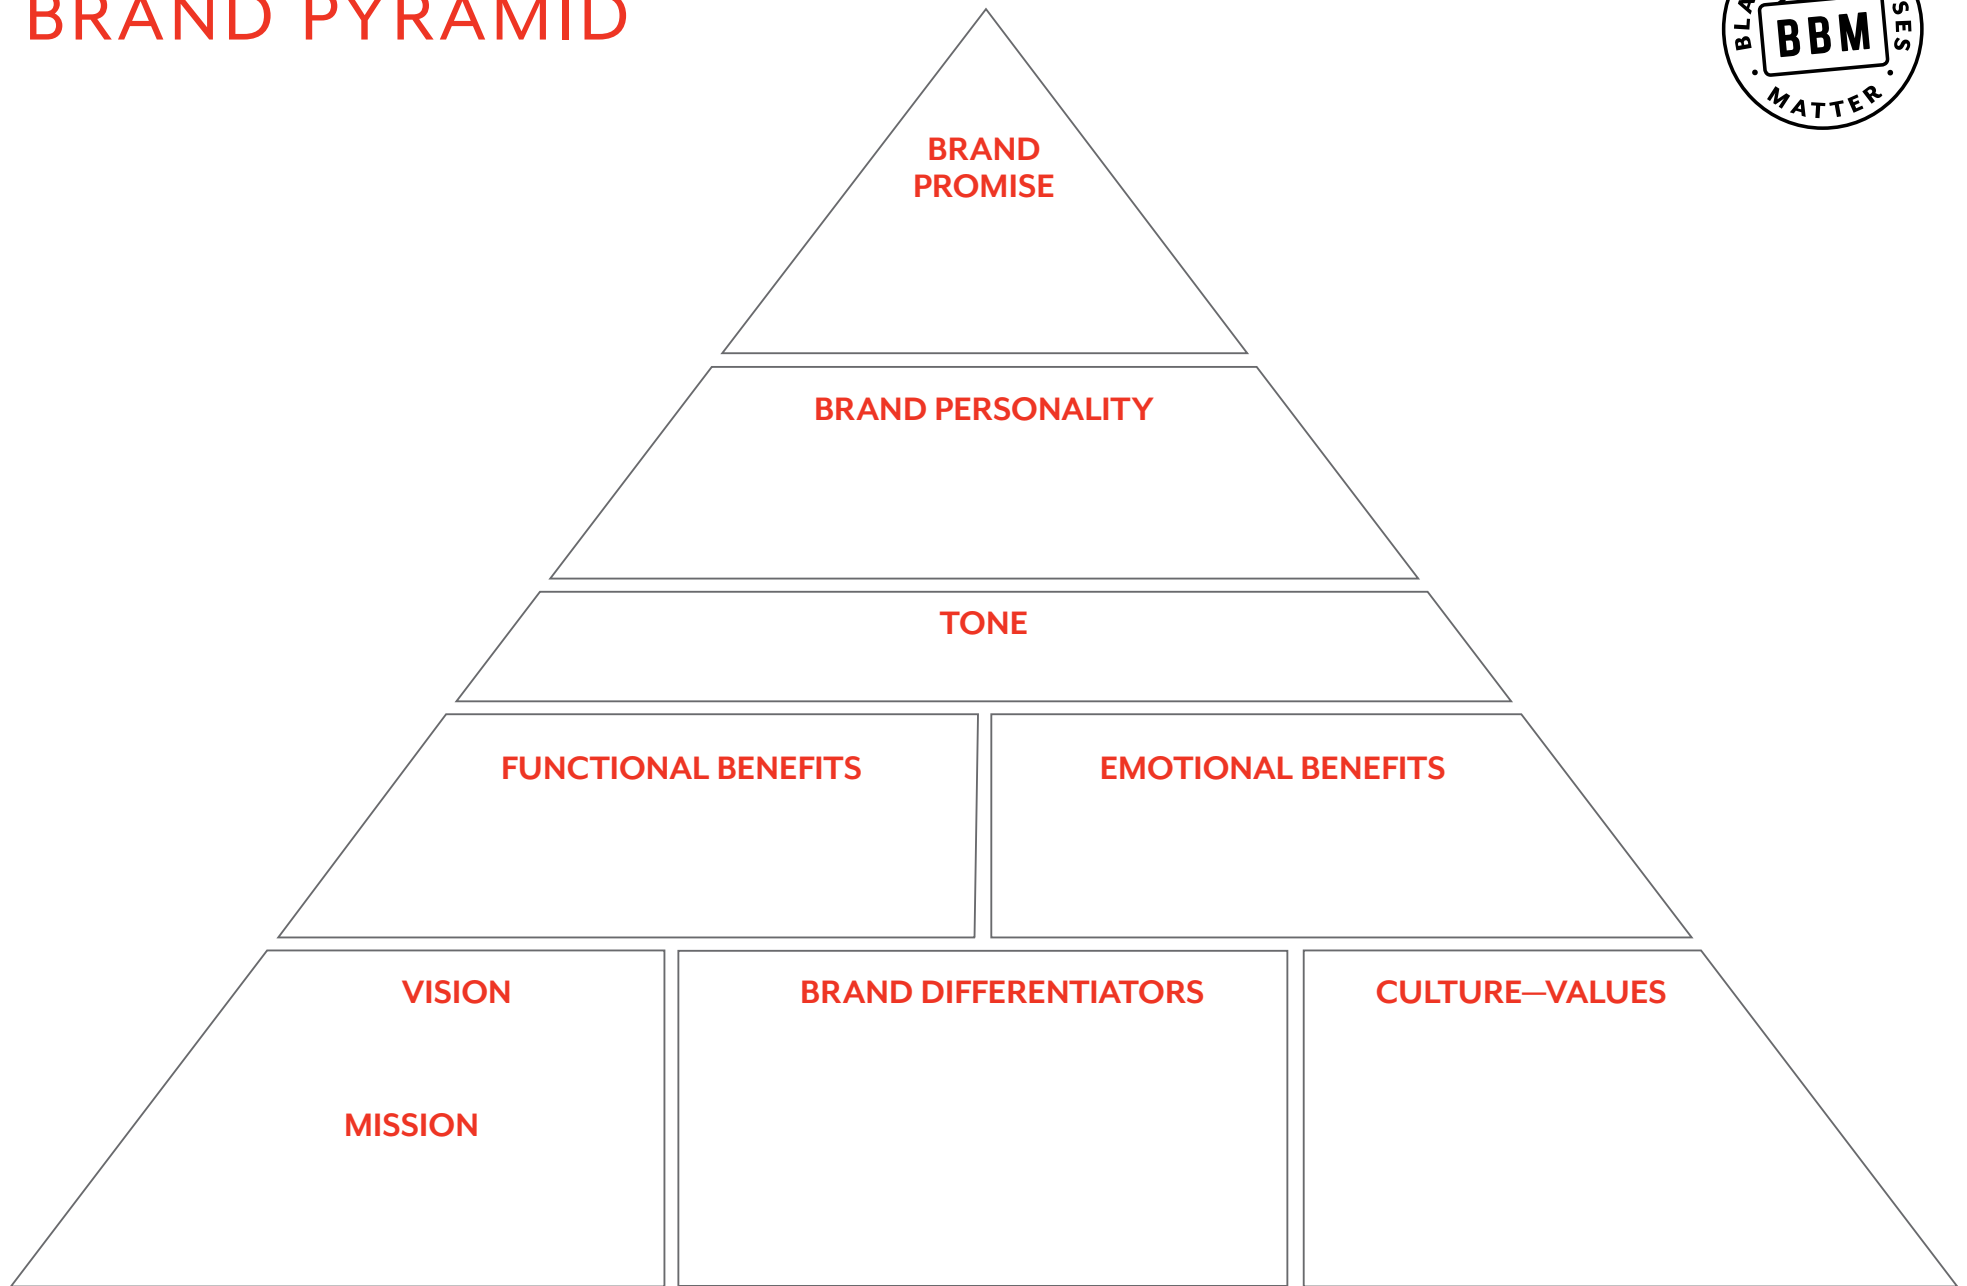 BRAND PYRAMID
BBM
MATTER
BRAND
PROMISE
BRAND PERSONALITY
TONE
FUNCTIONAL BENEFITS
EMOTIONAL BENEFITS
VISION
BRAND DIFFERENTIATORS
CULTURE—VALUES
MISSION